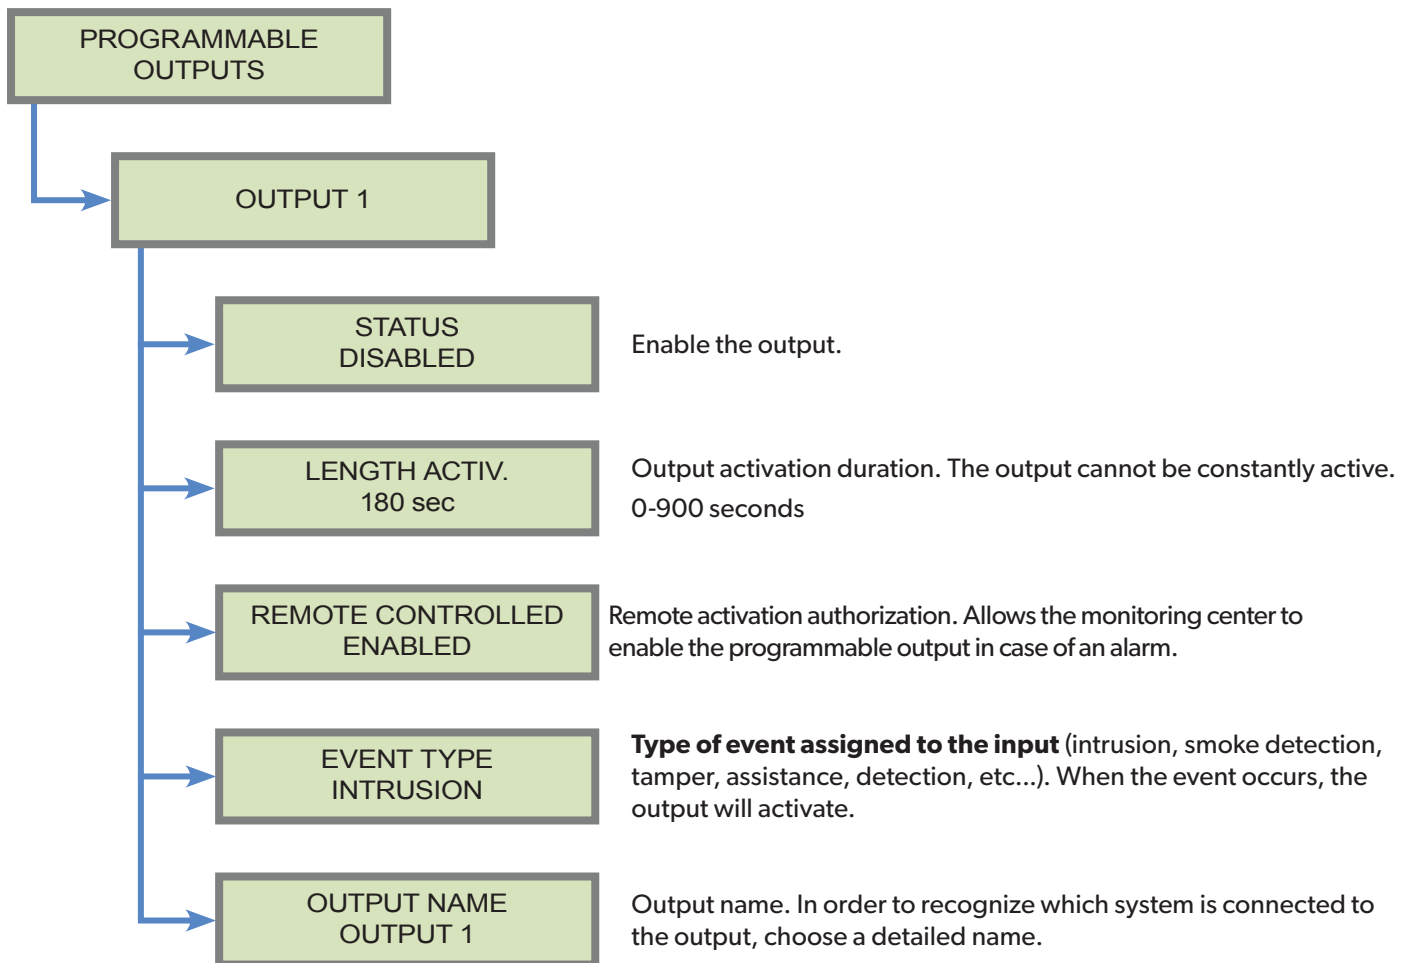 PROGRAMMABLE
OUTPUTS
OUTPUT 1
STATUS
DISABLED
Enable the output.
LENGTH ACTIV.
180 sec
Output activation duration. The output cannot be constantly active.
0-900 seconds
REMOTE CONTROLLED
ENABLED
Remote activation authorization. Allows the monitoring center to
enable the programmable output in case of an alarm.
EVENT TYPE
INTRUSION
Type of event assigned to the input (intrusion, smoke detection,
tamper, assistance, detection, etc...). When the event occurs, the
output will activate.
OUTPUT NAME
OUTPUT 1
Output name. In order to recognize which system is connected to
the output, choose a detailed name.